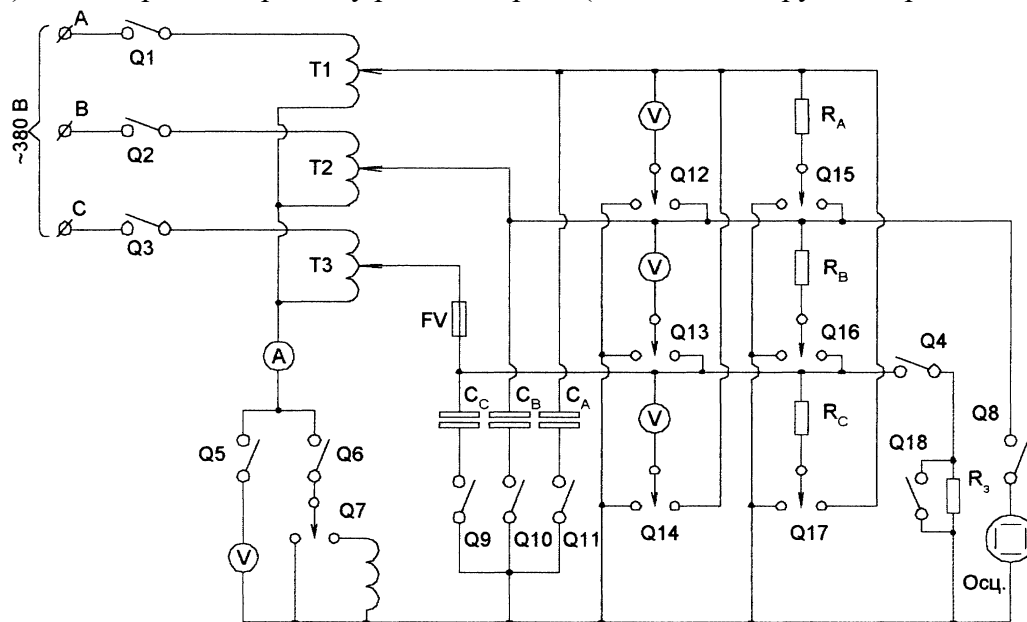 A
Q1
T1
B
Q2
T2
C
Q3
T3
~380 В
FV
A
Q5
Q6
Q7
V
C_C
C_B
C_A
Q9
Q10
Q11
V
Q12
V
Q13
V
Q14
R_A
Q15
R_B
Q16
R_C
Q17
Q4
Q18
R_з
Q8
Осц.